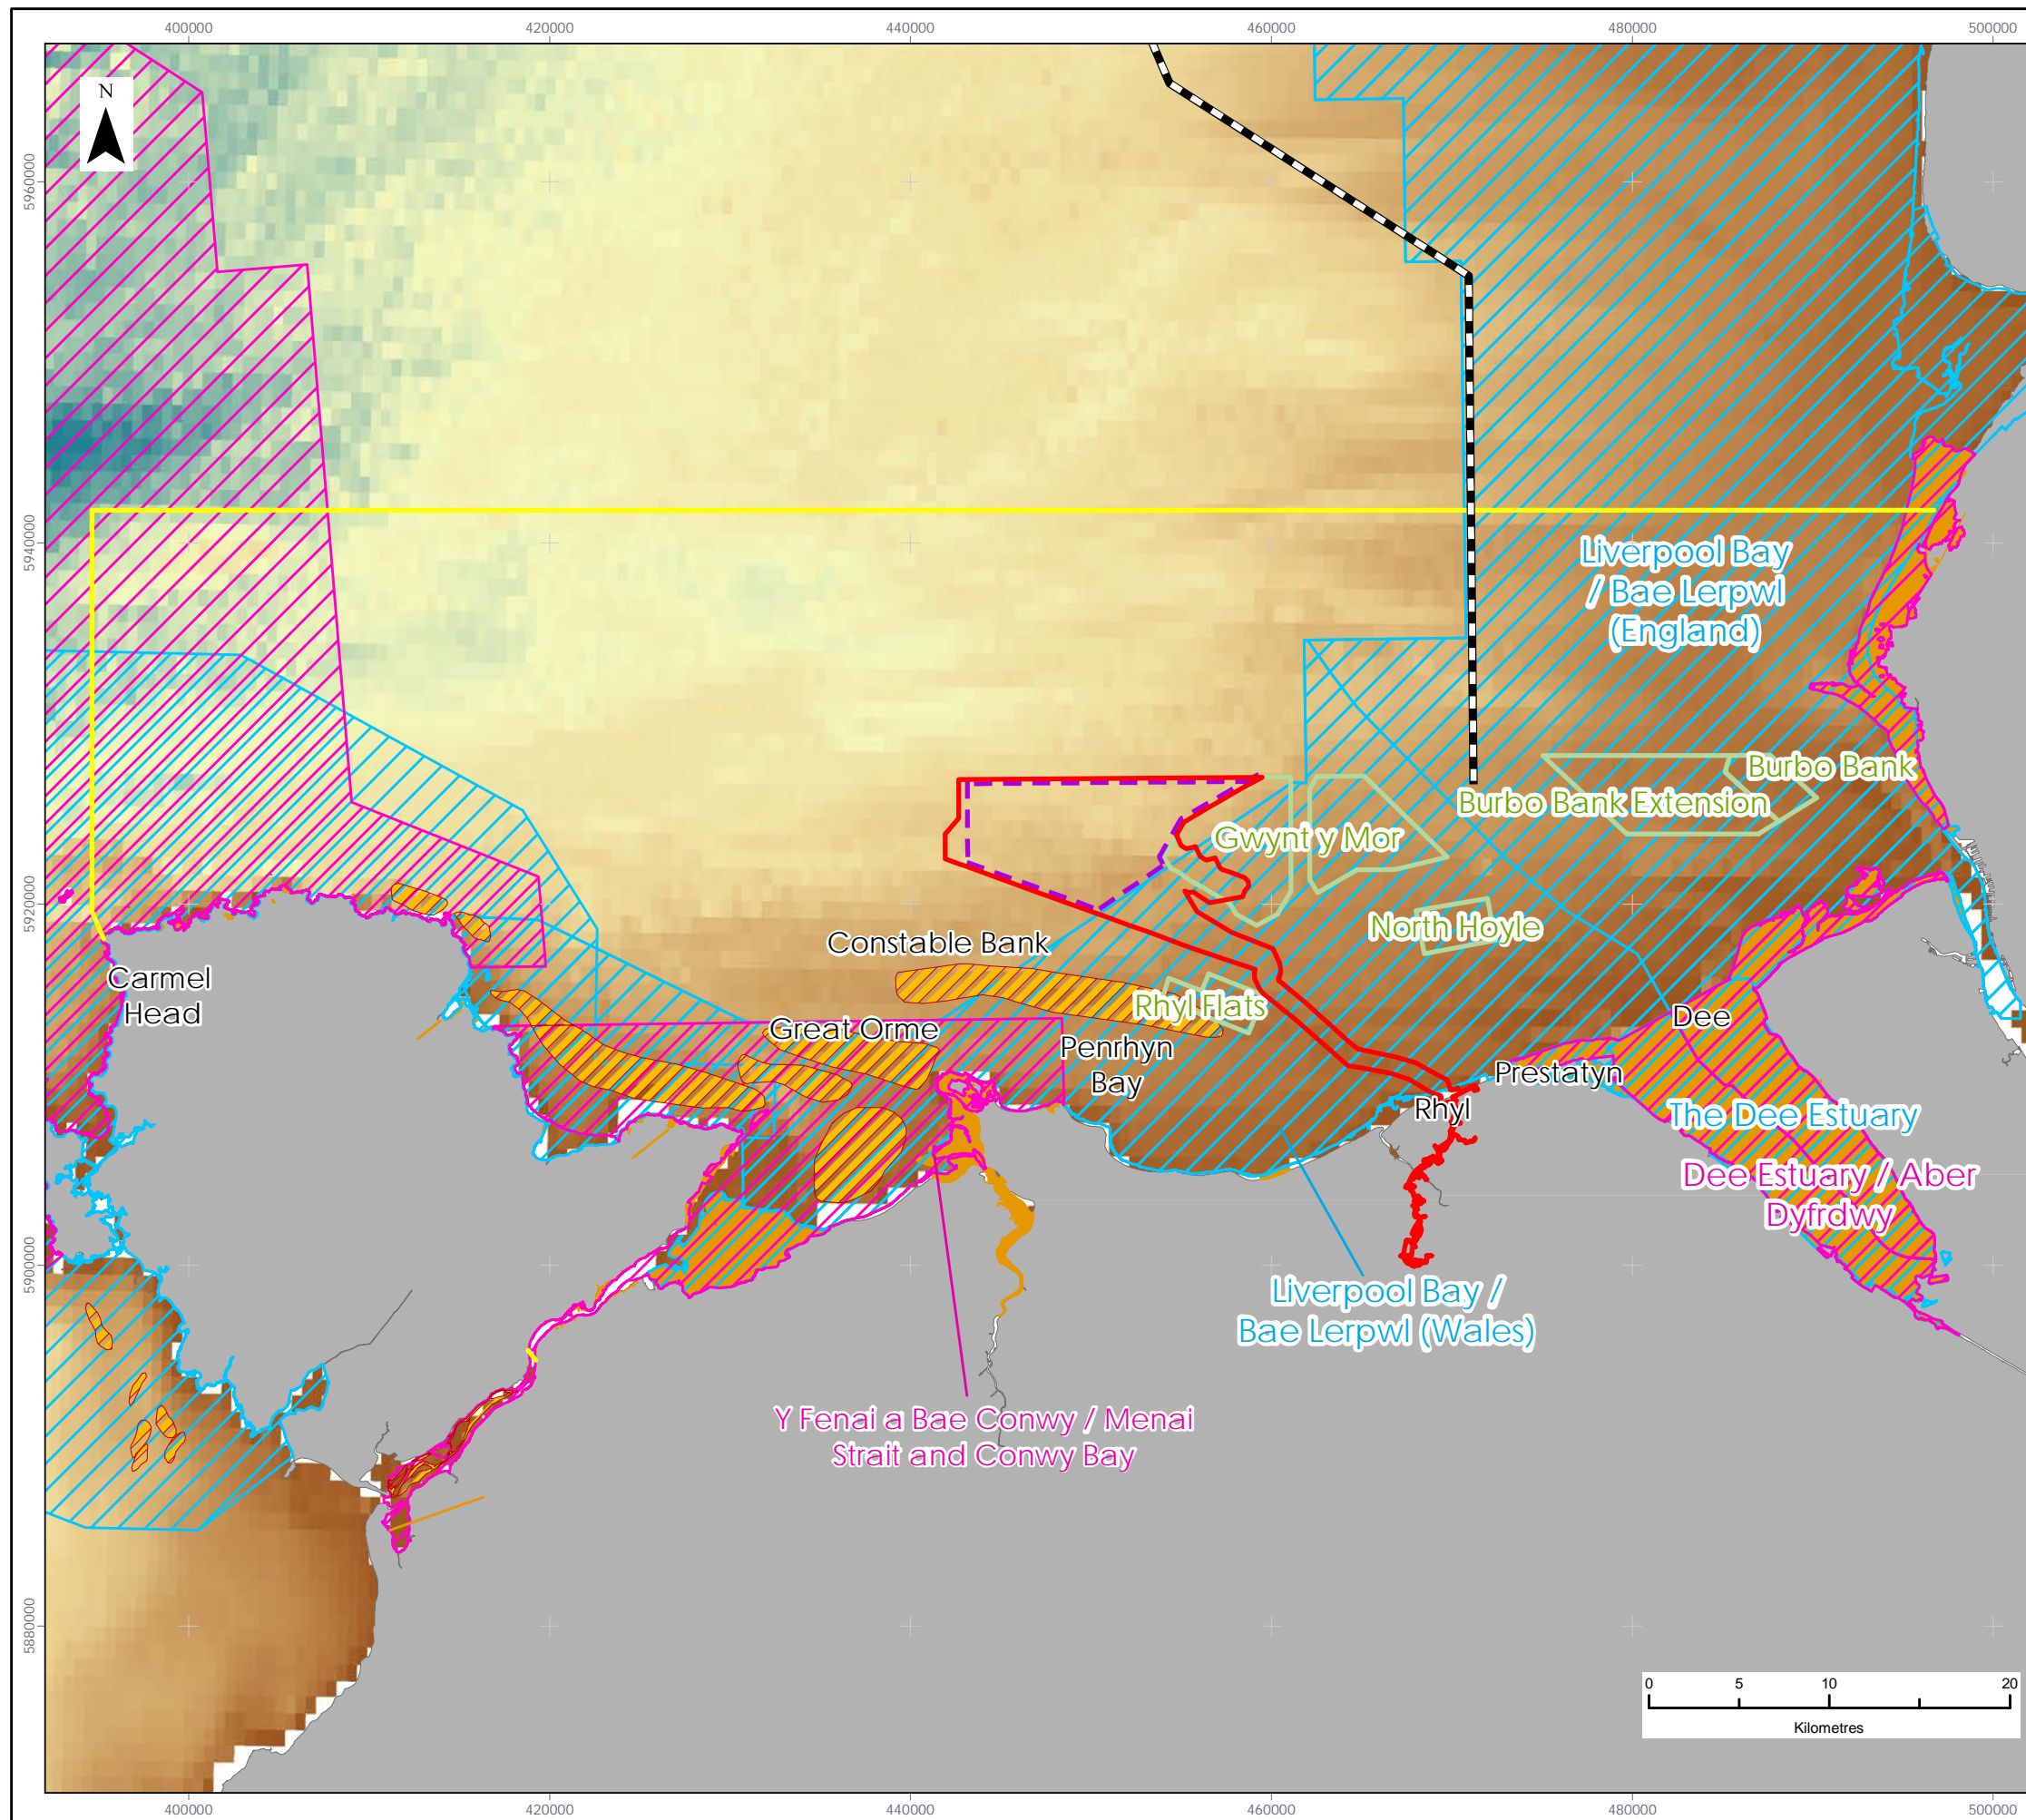 400000 420000 440000 460000 480000 500000
N
5960000
5940000
5920000
5900000
5880000
Liverpool Bay
/ Bae Lerpwl
(England)
Burbo Bank
Burbo Bank Extension
Gwynt y Mor
North Hoyle
Constable Bank
Carmel
Head
Rhyl Flats
Great Orme
Dee
Penrhyn
Bay
Prestatyn
Rhyl
The Dee Estuary
Dee Estuary / Aber
Dyfrdwy
Liverpool Bay /
Bae Lerpwl (Wales)
Y Fenai a Bae Conwy / Menai
Strait and Conwy Bay
0 5 10 20
Kilometres
400000 420000 440000 460000 480000 500000